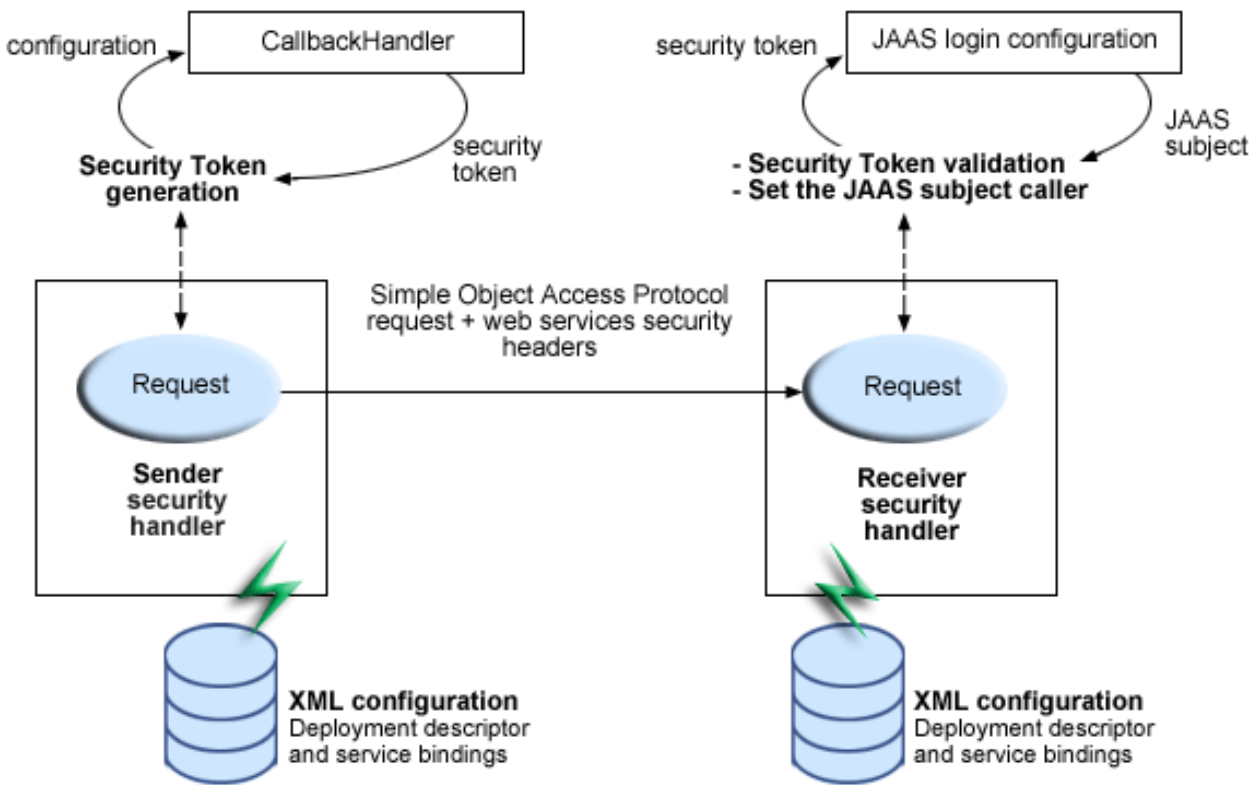 configuration
CallbackHandler
security token
JAAS login configuration
security
token
JAAS
subject
Security Token
generation
- Security Token validation
- Set the JAAS subject caller
Simple Object Access Protocol
request + web services security
headers
Request
Request
Sender
security
handler
Receiver
security
handler
XML configuration
Deployment descriptor
and service bindings
XML configuration
Deployment descriptor
and service bindings